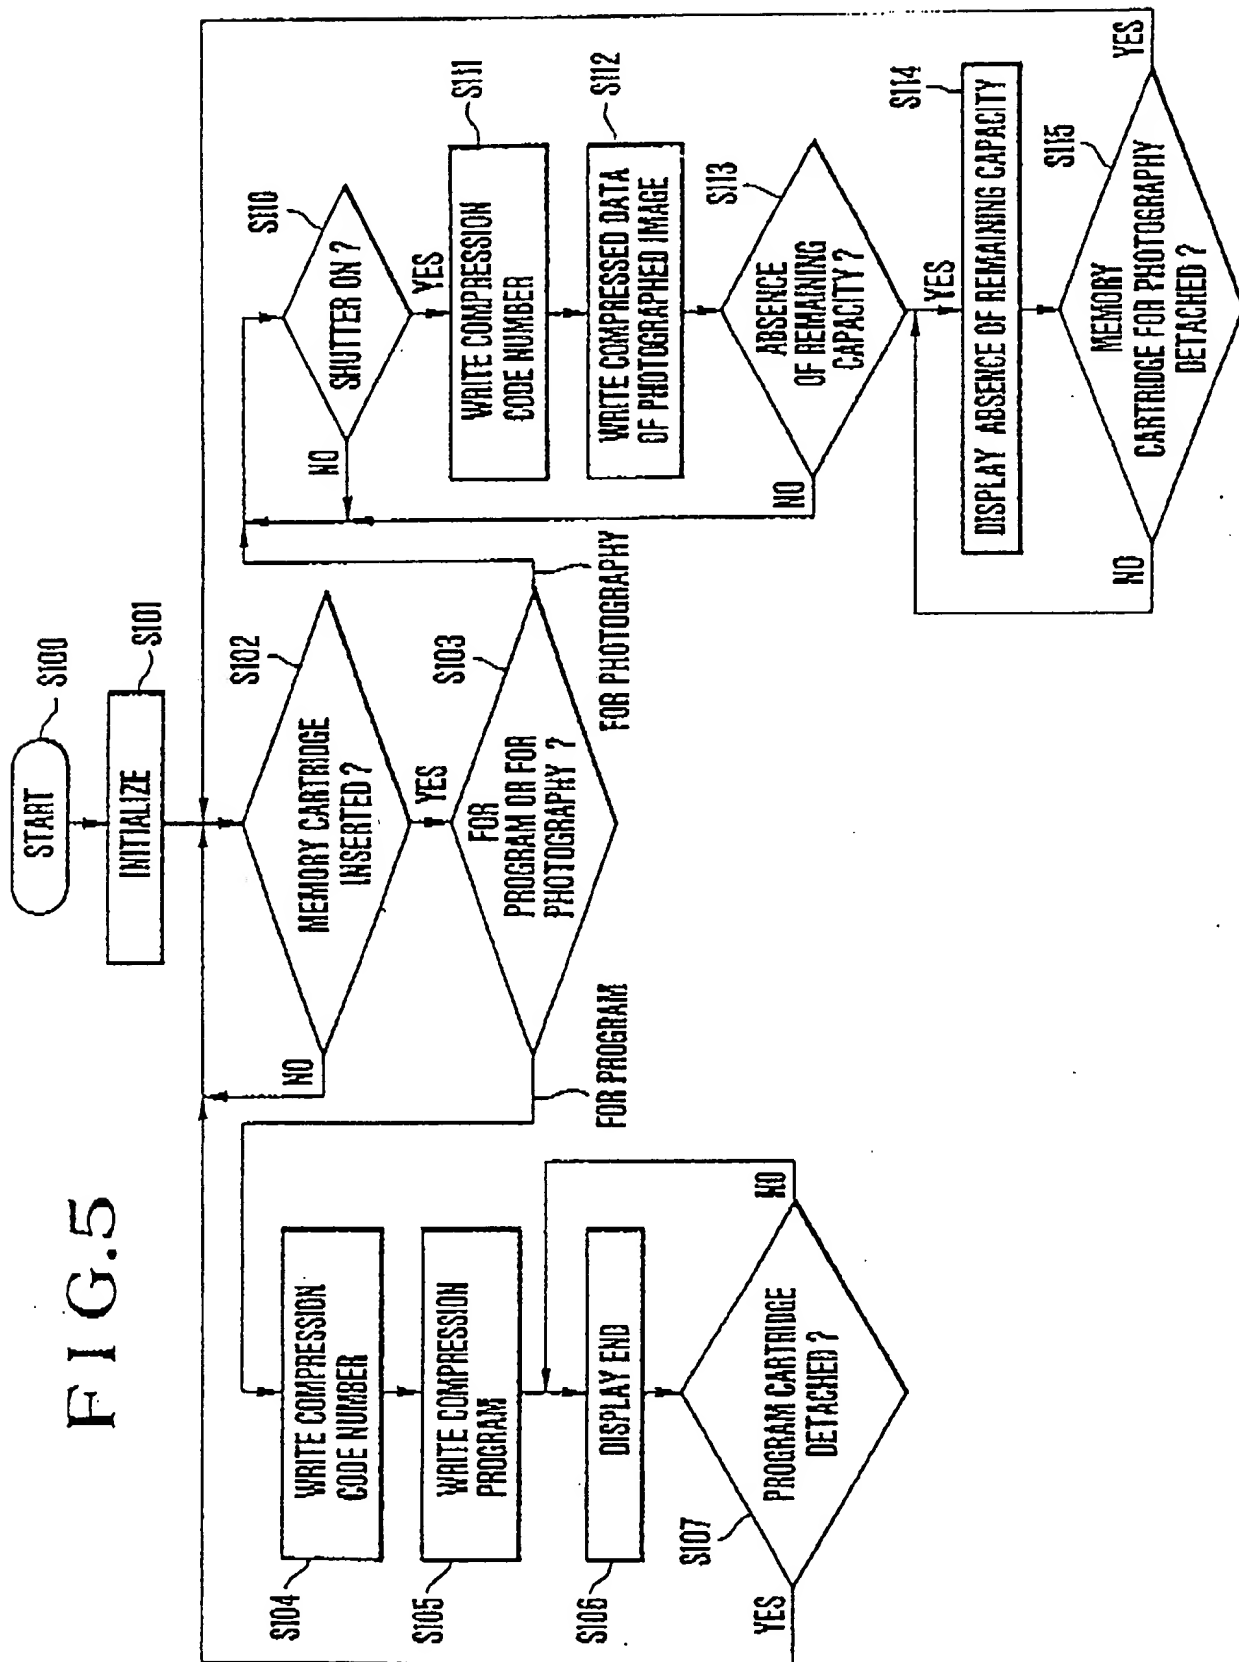 FIG.5
START
S100
INITIALIZE
S101
MEMORY CARTRIDGE
INSERTED ?
S102
NO
YES
FOR
PROGRAM OR FOR
PHOTOGRAPHY ?
S103
FOR PROGRAM
FOR PHOTOGRAPHY
WRITE COMPRESSION
CODE NUMBER
S104
WRITE COMPRESSION
PROGRAM
S105
DISPLAY END
S106
PROGRAM CARTRIDGE
DETACHED ?
S107
NO
YES
SHUTTER ON ?
S110
NO
YES
WRITE COMPRESSION
CODE NUMBER
S111
WRITE COMPRESSED DATA
OF PHOTOGRAPHED IMAGE
S112
ABSENCE
OF REMAINING
CAPACITY ?
S113
NO
YES
DISPLAY ABSENCE OF REMAINING CAPACITY
S114
MEMORY
CARTRIDGE FOR PHOTOGRAPHY
DETACHED ?
S115
NO
YES